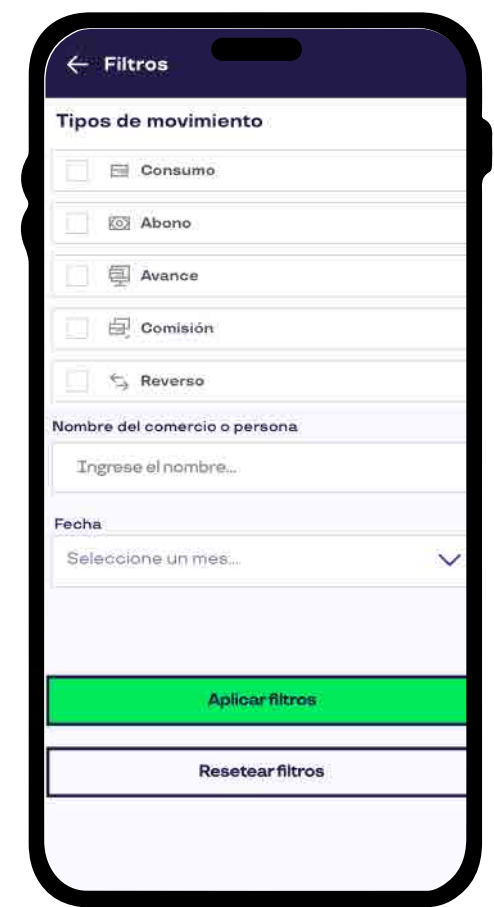 Filtros
Tipos de movimiento
Consumo
Abono
Avance
Comisión
Reverso
Nombre del comercio o persona
Ingrese el nombre...
Fecha
Seleccione un mes....
Aplicar filtros
Resetear filtros